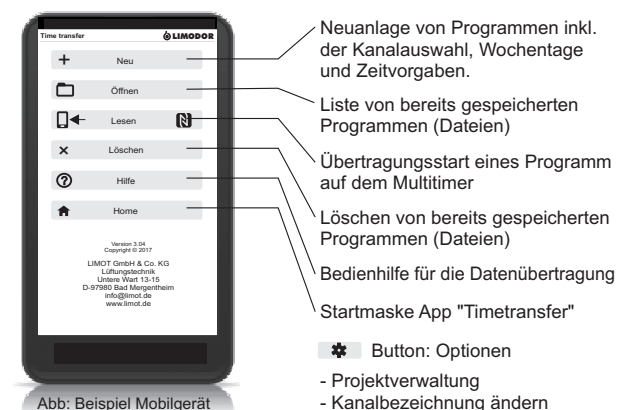 Time transfer
LIMODOR
Neu
Öffnen
Lesen
Löschen
Hilfe
Home
Version 3.04
Copyright © 2017
LIMOT GmbH & Co. KG
Lüftungstechnik
Untere Wart 13-15
D-97980 Bad Mergentheim
info@limot.de
www.limot.de
Abb: Beispiel Mobilgerät
Neuanlage von Programmen inkl.
der Kanalauswahl, Wochentage
und Zeitvorgaben.
Liste von bereits gespeicherten
Programmen (Dateien)
Übertragungsstart eines Programm
auf dem Multitimer
Löschen von bereits gespeicherten
Programmen (Dateien)
Bedienhilfe für die Datenübertragung
Startmaske App "Timetransfer"
Button: Optionen
- Projektverwaltung
- Kanalbezeichnung ändern